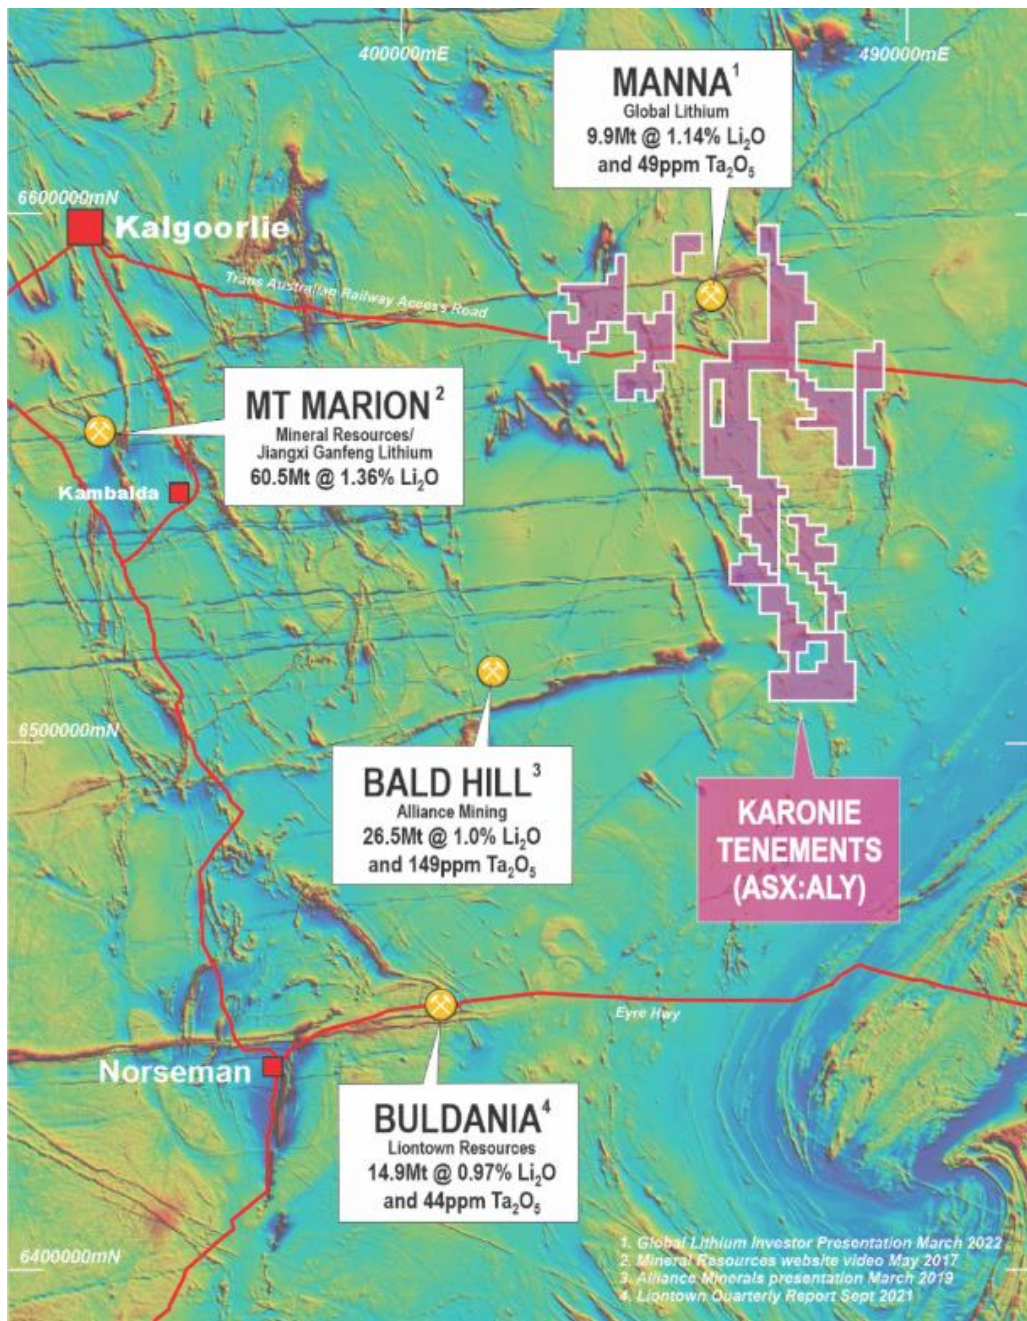 400000mE
490000mE
MANNA¹
Global Lithium
9.9Mt @ 1.14% Li₂O
and 49ppm Ta₂O₅
6600000mN
Kalgoorlie
Trans Australian Railway Access Road
MT MARION²
Mineral Resources/
Jiangxi Ganfeng Lithium
60.5Mt @ 1.36% Li₂O
Kambalda
6500000mN
BALD HILL³
Alliance Mining
26.5Mt @ 1.0% Li₂O
and 149ppm Ta₂O₅
KARONIE
TENEMENTS
(ASX:ALY)
Eyre Hwy
Norseman
BULDANIA⁴
Liontown Resources
14.9Mt @ 0.97% Li₂O
and 44ppm Ta₂O₅
6400000mN
1. Global Lithium Investor Presentation March 2022
2. Mineral Resources website video May 2017
3. Alliance Minerals presentation March 2019
4. Liontown Quarterly Report Sept 2021